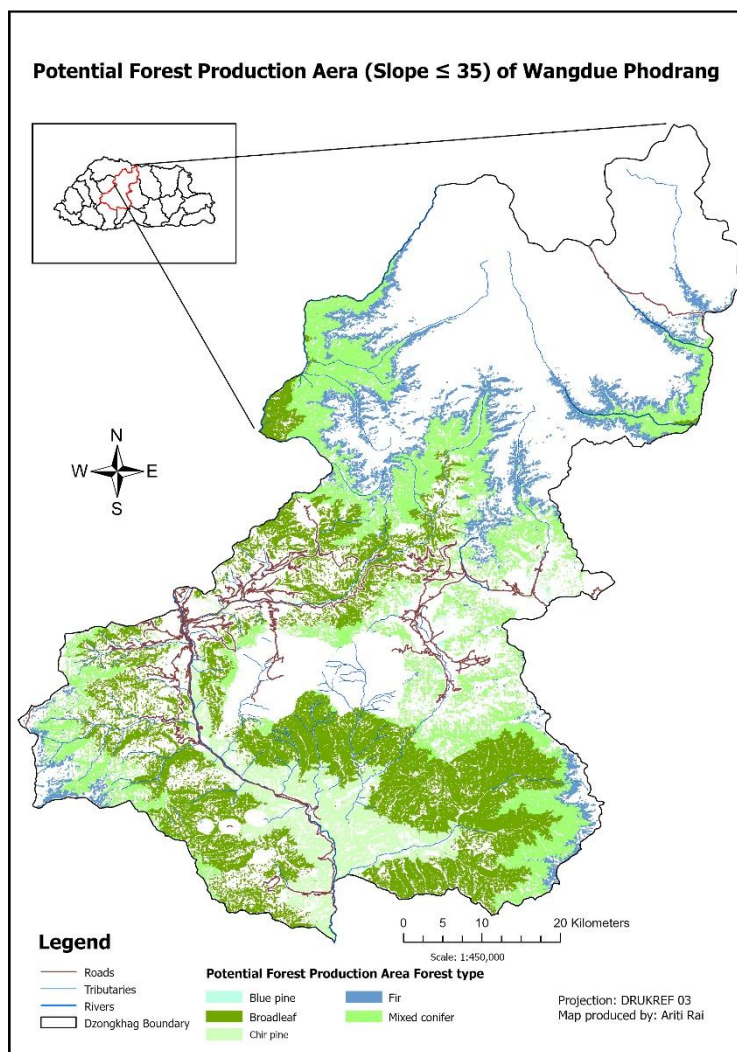 Potential Forest Production Aera (Slope ≤ 35) of Wangdue Phodrang
N
W E
S
0 5 10 20 Kilometers
Scale: 1:450,000
Legend
Roads
Tributaries
Rivers
Dzongkhag Boundary
Potential Forest Production Area Forest type
Blue pine
Broadleaf
Chir pine
Fir
Mixed conifer
Projection: DRUKREF 03
Map produced by: Ariti Rai